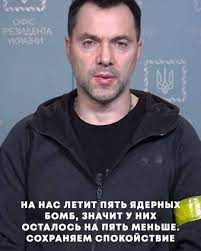 ОФІС
ПРЕЗИДЕНТА
УКРАЇНИ
НА НАС ЛЕТИТ ПЯТЬ ЯДЕРНЫХ
БОМБ, ЗНАЧИТ У НИХ
ОСТАЛОСЬ НА ПЯТЬ МЕНЬШЕ.
СОХРАНЯЕМ СПОКОЙСТВИЕ